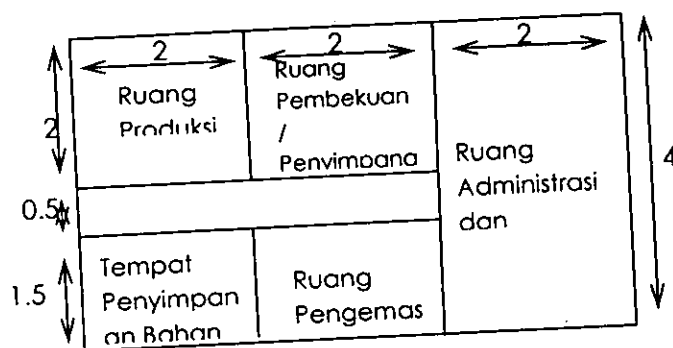 2
2
2
Ruang
Produksi
Ruang
Pembekuan
/
Penyimpana
2
Ruang
Administrasi
dan
4
0.5
Tempat
Penyimpan
an Bahan
Ruang
Pengemas
1.5